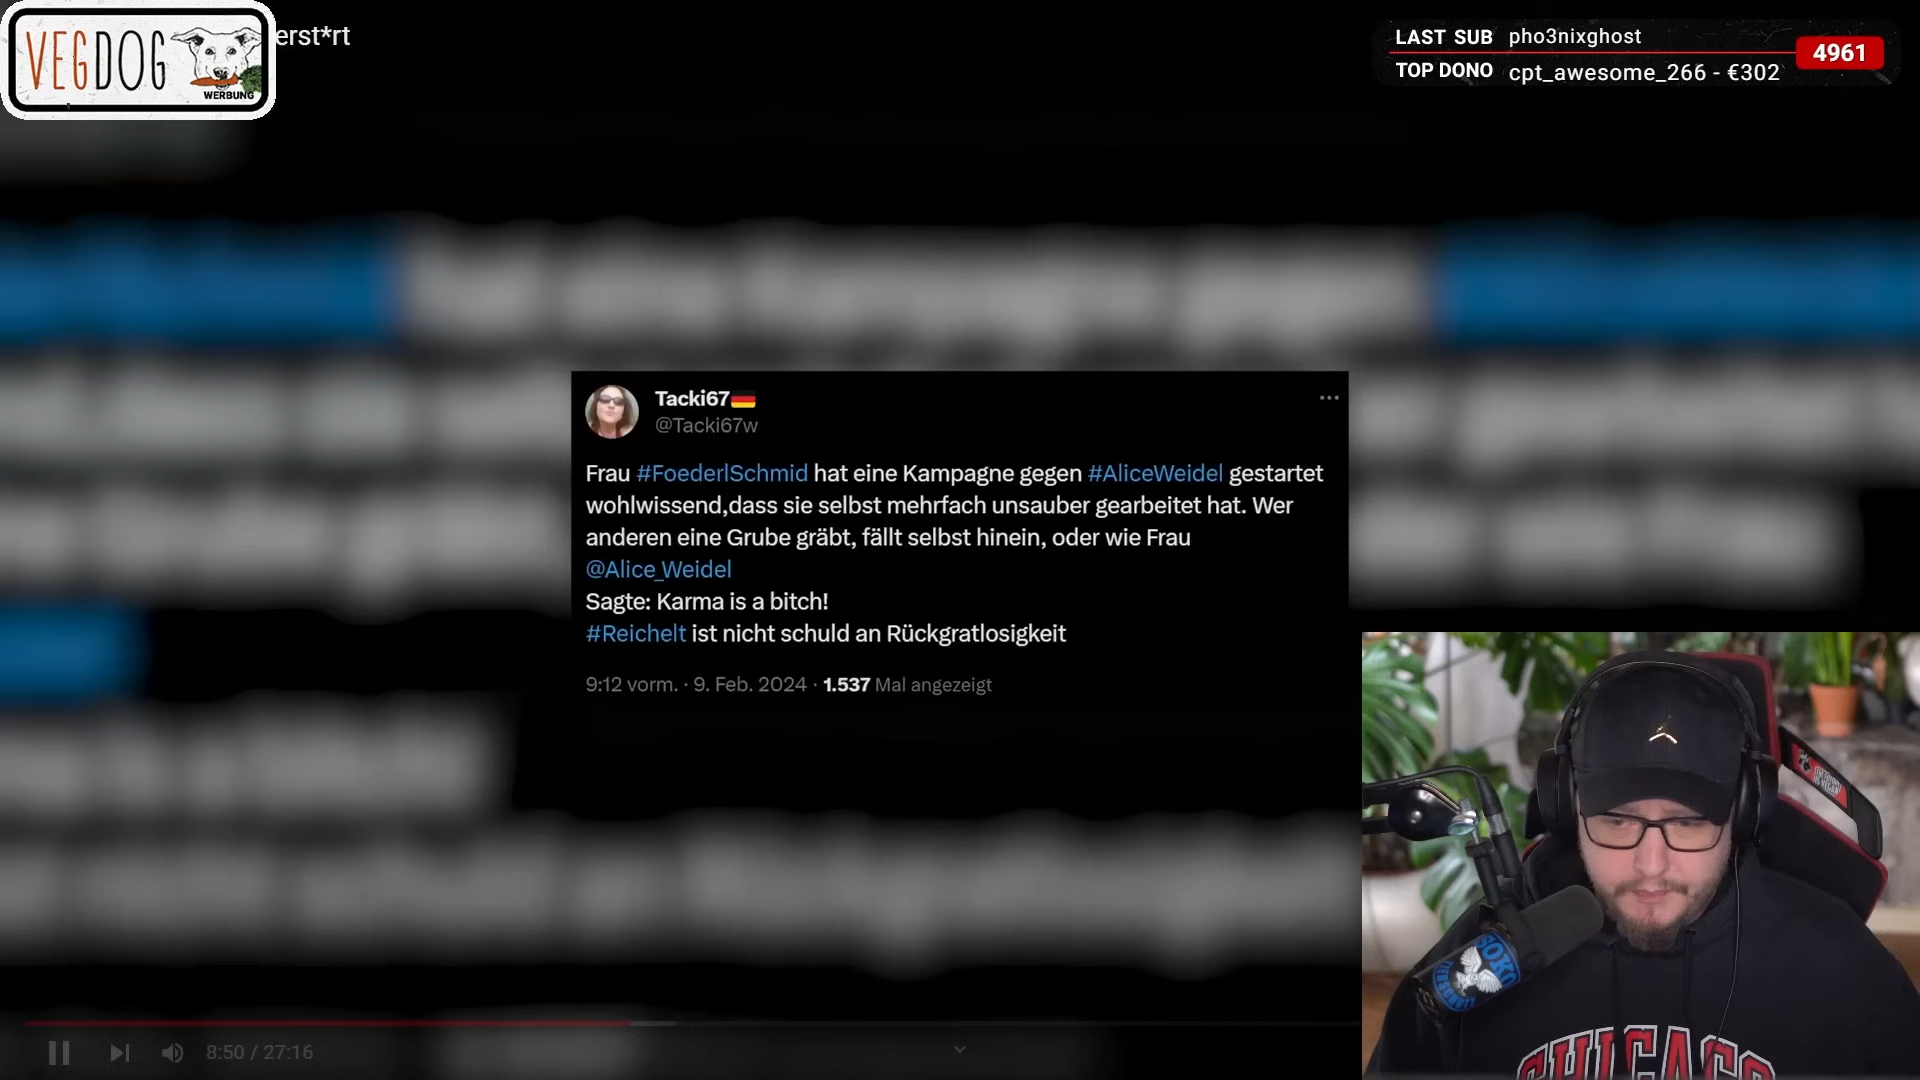 VEGDOG
WERBUNG
erst*rt
LAST SUB pho3nixghost
TOP DONO cpt_awesome_266 - €302
4961
Tacki67
@Tacki67w
Frau #FoederlSchmid hat eine Kampagne gegen #AliceWeidel gestartet
wohlwissend,dass sie selbst mehrfach unsauber gearbeitet hat. Wer
anderen eine Grube gräbt, fällt selbst hinein, oder wie Frau
@Alice_Weidel
Sagte: Karma is a bitch!
#Reichelt ist nicht schuld an Rückgratlosigkeit
9:12 vorm. · 9. Feb. 2024 · 1.537 Mal angezeigt
SOKO
TIERSCHUTZ
CHICAGO
8:50 / 27:16